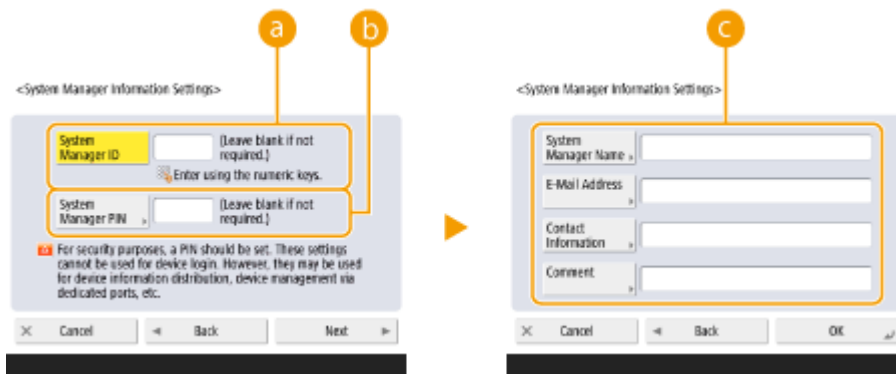 a
b
c
<System Manager Information Settings>
System
Manager ID
(Leave blank if not
required.)
Enter using the numeric keys.
System
Manager PIN
(Leave blank if not
required.)
For security purposes, a PIN should be set. These settings
cannot be used for device login. However, they may be used
for device information distribution, device management via
dedicated ports, etc.
Cancel
Back
Next
<System Manager Information Settings>
System
Manager Name
E-Mail Address
Contact
Information
Comment
Cancel
Back
OK